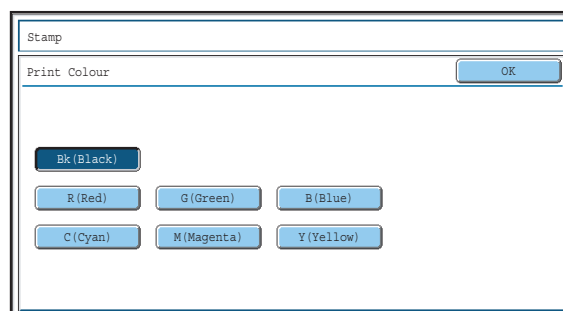 Stamp
Print Colour OK
Bk(Black)
R(Red) G(Green) B(Blue)
C(Cyan) M(Magenta) Y(Yellow)